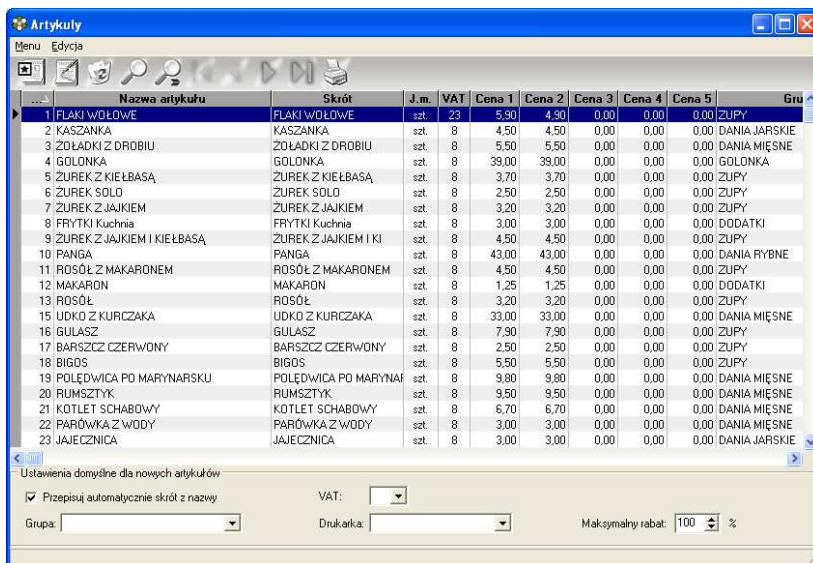 Artykuly
Menu Edycja
... Nazwa artykułu Skrót J.m. VAT Cena 1 Cena 2 Cena 3 Cena 4 Cena 5 Gru
1 FLAKI WOŁOWE FLAKI WOŁOWE szt. 23 5,90 4,90 0,00 0,00 0,00 ZUPY
2 KASZANKA KASZANKA szt. 8 4,50 4,50 0,00 0,00 0,00 DANIA JARSKIE
3 ŻOŁADKI Z DROBIU ŻOŁADKI Z DROBIU szt. 8 5,50 5,50 0,00 0,00 0,00 DANIA MIĘSNE
4 GOLONKA GOLONKA szt. 8 39,00 39,00 0,00 0,00 0,00 GOLONKA
5 ŻUREK Z KIEŁBASĄ ŻUREK Z KIEŁBASĄ szt. 8 3,70 3,70 0,00 0,00 0,00 ZUPY
6 ŻUREK SOLO ŻUREK SOLO szt. 8 2,50 2,50 0,00 0,00 0,00 ZUPY
7 ŻUREK Z JAJKIEM ŻUREK Z JAJKIEM szt. 8 3,20 3,20 0,00 0,00 0,00 ZUPY
8 FRYTKI Kuchnia FRYTKI Kuchnia szt. 8 3,00 3,00 0,00 0,00 0,00 DODATKI
9 ŻUREK Z JAJKIEM I KIEŁBASĄ ŻUREK Z JAJKIEM I KI szt. 8 4,50 4,50 0,00 0,00 0,00 ZUPY
10 PANGA PANGA szt. 8 43,00 43,00 0,00 0,00 0,00 DANIA RYBNE
11 ROSÓŁ Z MAKARONEM ROSÓŁ Z MAKARONEM szt. 8 4,50 4,50 0,00 0,00 0,00 ZUPY
12 MAKARON MAKARON szt. 8 1,25 1,25 0,00 0,00 0,00 DODATKI
13 ROSÓŁ ROSÓŁ szt. 8 3,20 3,20 0,00 0,00 0,00 ZUPY
15 UDKO Z KURCZAKA UDKO Z KURCZAKA szt. 8 33,00 33,00 0,00 0,00 0,00 DANIA MIĘSNE
16 GULASZ GULASZ szt. 8 7,90 7,90 0,00 0,00 0,00 ZUPY
17 BARSZCZ CZERWONY BARSZCZ CZERWONY szt. 8 2,50 2,50 0,00 0,00 0,00 ZUPY
18 BIGOS BIGOS szt. 8 5,50 5,50 0,00 0,00 0,00 ZUPY
19 POLĘDWICA PO MARYNARSKU POLĘDWICA PO MARYNAF szt. 8 9,80 9,80 0,00 0,00 0,00 DANIA MIĘSNE
20 RUMSZTYK RUMSZTYK szt. 8 9,50 9,50 0,00 0,00 0,00 DANIA MIĘSNE
21 KOTLET SCHABOWY KOTLET SCHABOWY szt. 8 6,70 6,70 0,00 0,00 0,00 DANIA MIĘSNE
22 PARÓWKA Z WODY PARÓWKA Z WODY szt. 8 3,00 3,00 0,00 0,00 0,00 DANIA MIĘSNE
23 JAJECZNICA JAJECZNICA szt. 8 3,00 3,00 0,00 0,00 0,00 DANIA JARSKIE
Ustawienia domyślne dla nowych artykułów
Przepisuj automatycznie skrót z nazwy VAT:
Grupa: Drukarka: Maksymalny rabat: 100 %